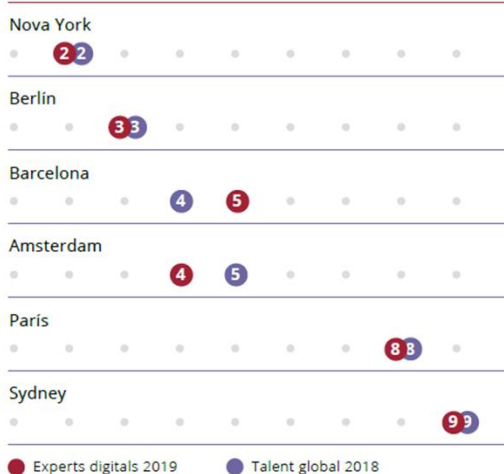 Nova York
2 2
Berlín
3 3
Barcelona
4 5
Amsterdam
4 5
París
8 8
Sydney
9 9
Experts digitals 2019 Talent global 2018